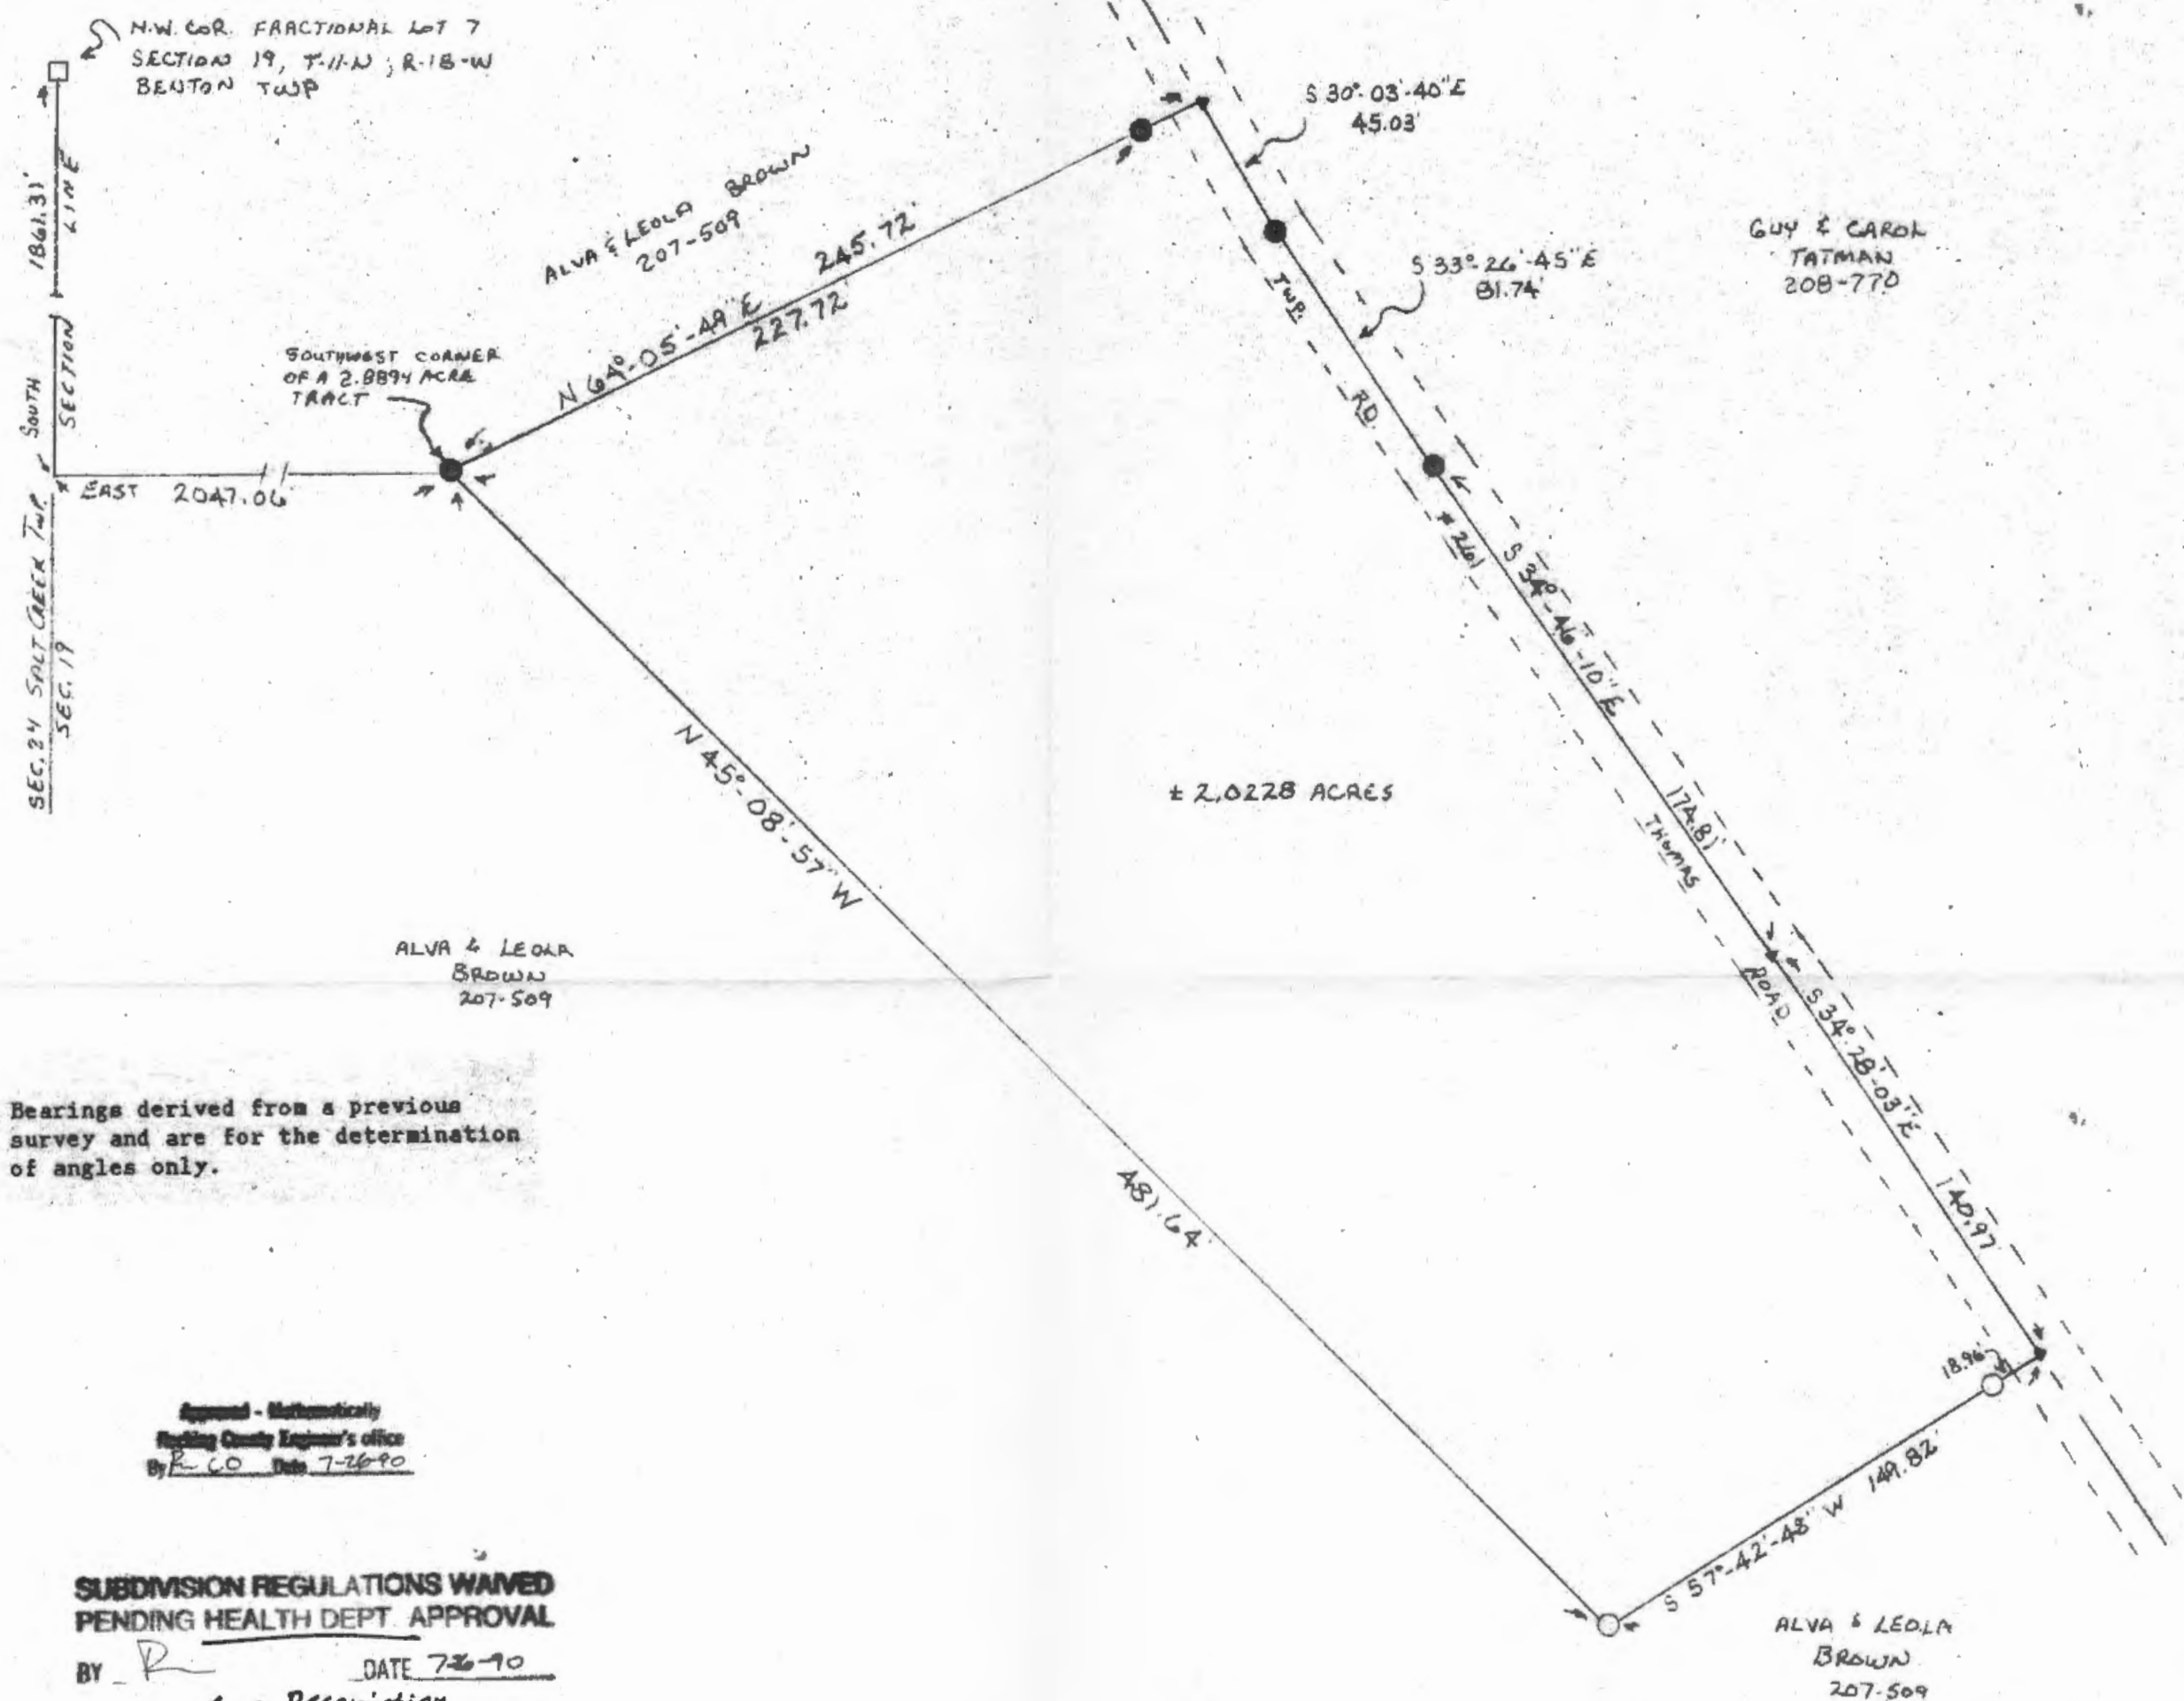 N.W. COR. FRACTIONAL LOT 7
SECTION 19, T-11-N; R-18-W
BENTON TWP
1861.31'
LINE
SOUTH
SECTION
SEC. 24 SALT CREEK TWP.
SEC. 19
EAST 2047.06'
SOUTHWEST CORNER
OF A 2.8894 ACRE
TRACT
ALVA & LEOLA BROWN
207-509
245.72'
N 64°-05'-49" E
227.72'
S 30°-03'-40" E
45.03'
S 33°-26'-45" E
81.74'
GUY & CAROL
TATMAN
208-770
TWP.
RD.
#261
S 34°-46'-10" E
174.81'
THOMAS
ROAD
S 34°-28'-03" E
140.97'
± 2.0228 ACRES
N 45°-08'-57" W
481.64
ALVA & LEOLA
BROWN
207-509
Bearings derived from a previous
survey and are for the determination
of angles only.
18.96'
149.82'
S 57°-42'-48" W
Approved - Mathematically
Hocking County Engineer's office
By Date 7-26-90
SUBDIVISION REGULATIONS WAIVED
PENDING HEALTH DEPT. APPROVAL
BY DATE 7-26-90
Description
ALVA & LEOLA
BROWN
207-509